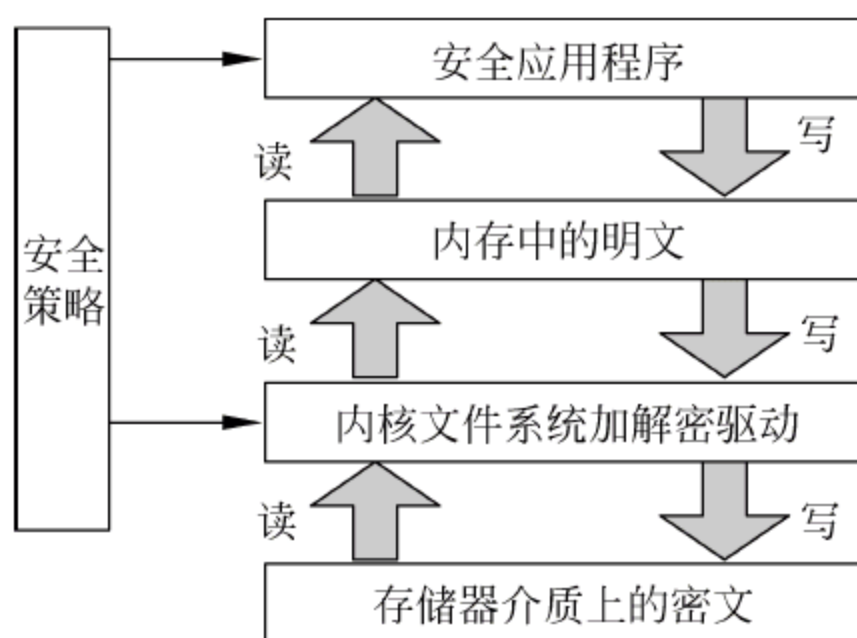 安全应用程序
读
写
内存中的明文
安全
策略
读
写
内核文件系统加解密驱动
读
写
存储器介质上的密文